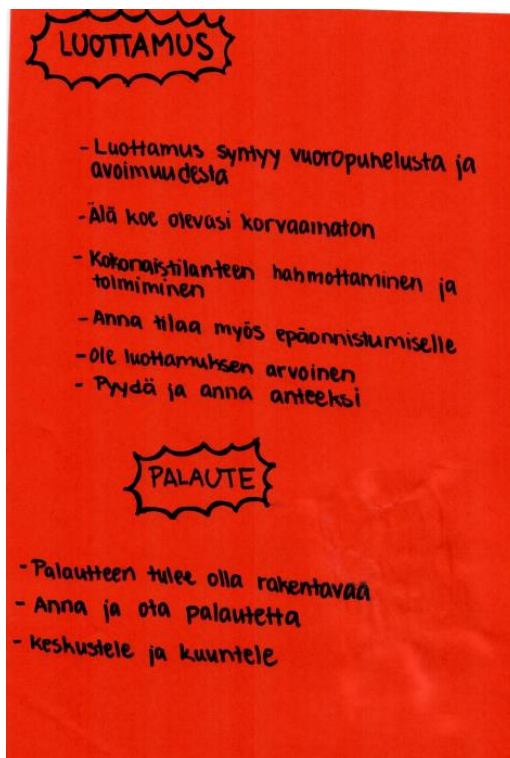 LUOTTAMUS
- Luottamus syntyy vuoropuhelusta ja
avoimuudesta
- Älä koe olevasi korvaamaton
- Kokonaistilanteen hahmottaminen ja
toimiminen
- Anna tilaa myös epäonnistumiselle
- Ole luottamuksen arvoinen
- Pyydä ja anna anteeksi
PALAUTE
- Palautteen tulee olla rakentavaa
- Anna ja ota palautetta
- Keskustele ja kuuntele